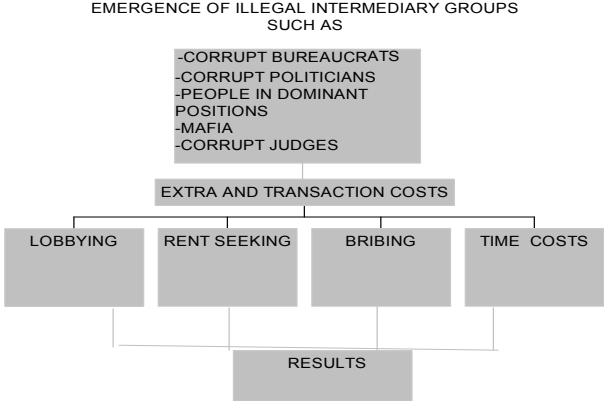 EMERGENCE OF ILLEGAL INTERMEDIARY GROUPS
SUCH AS
-CORRUPT BUREAUCRATS
-CORRUPT POLITICIANS
-PEOPLE IN DOMINANT
POSITIONS
-MAFIA
-CORRUPT JUDGES
EXTRA AND TRANSACTION COSTS
LOBBYING
RENT SEEKING
BRIBING
TIME COSTS
RESULTS